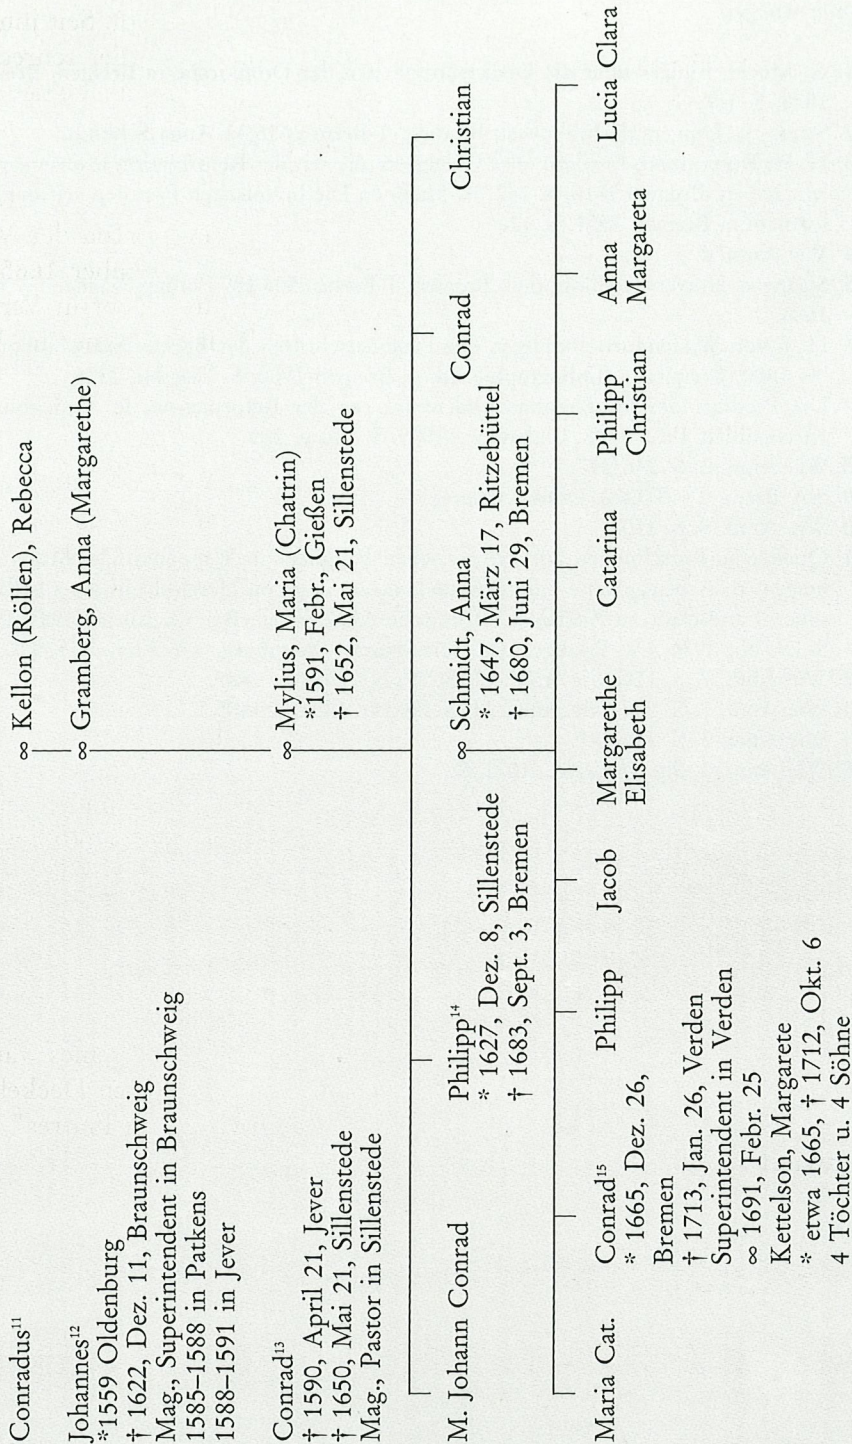 Conradus¹¹
∞ Kellon (Röllen), Rebecca
Johannes¹²
*1559 Oldenburg
† 1622, Dez. 11, Braunschweig
Mag., Superintendent in Braunschweig
1585–1588 in Patkens
1588–1591 in Jever
∞ Gramberg, Anna (Margarethe)
Conrad¹³
† 1590, April 21, Jever
† 1650, Mai 21, Sillenstede
Mag., Pastor in Sillenstede
∞ Mylius, Maria (Chatrin)
*1591, Febr., Gießen
† 1652, Mai 21, Sillenstede
M. Johann Conrad
Philipp¹⁴
* 1627, Dez. 8, Sillenstede
† 1683, Sept. 3, Bremen
∞ Schmidt, Anna
* 1647, März 17, Ritzebüttel
† 1680, Juni 29, Bremen
Conrad
Christian
Maria Cat.
Conrad¹⁵
* 1665, Dez. 26,
Bremen
† 1713, Jan. 26, Verden
Superintendent in Verden
∞ 1691, Febr. 25
Kettelson, Margarete
* etwa 1665, † 1712, Okt. 6
4 Töchter u. 4 Söhne
Philipp
Jacob
Margarethe
Elisabeth
Catarina
Philipp
Christian
Anna
Margareta
Lucia Clara